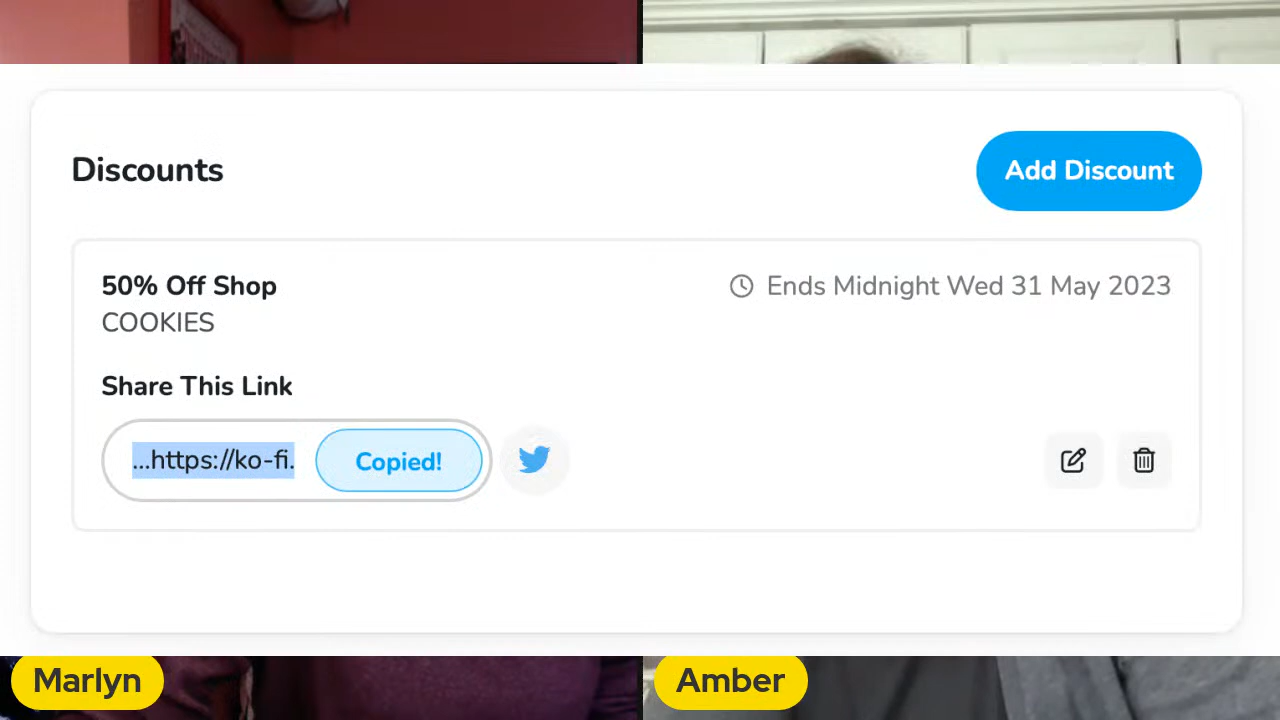 Discounts
Add Discount
50% Off Shop
Ends Midnight Wed 31 May 2023
COOKIES
Share This Link
...https://ko-fi.
Copied!
Marlyn
Amber